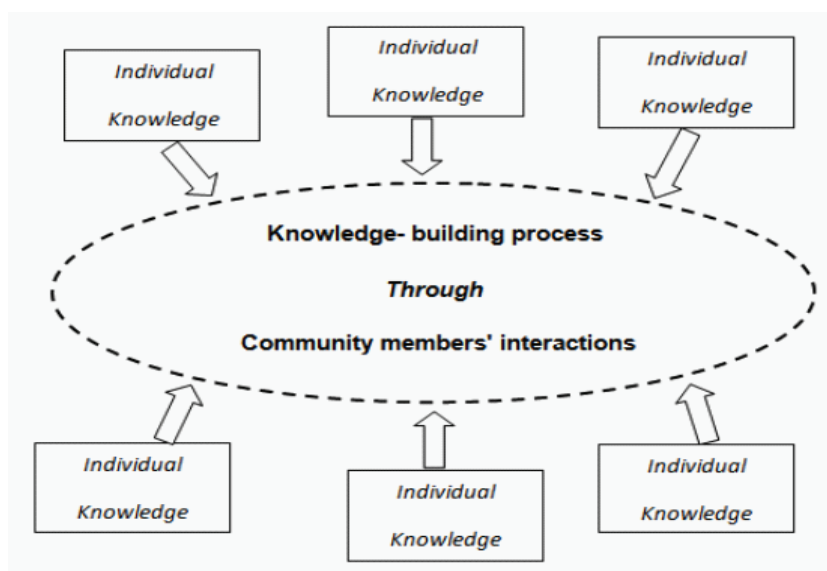 Individual
Knowledge
Individual
Knowledge
Individual
Knowledge
Knowledge- building process
Through
Community members' interactions
Individual
Knowledge
Individual
Knowledge
Individual
Knowledge